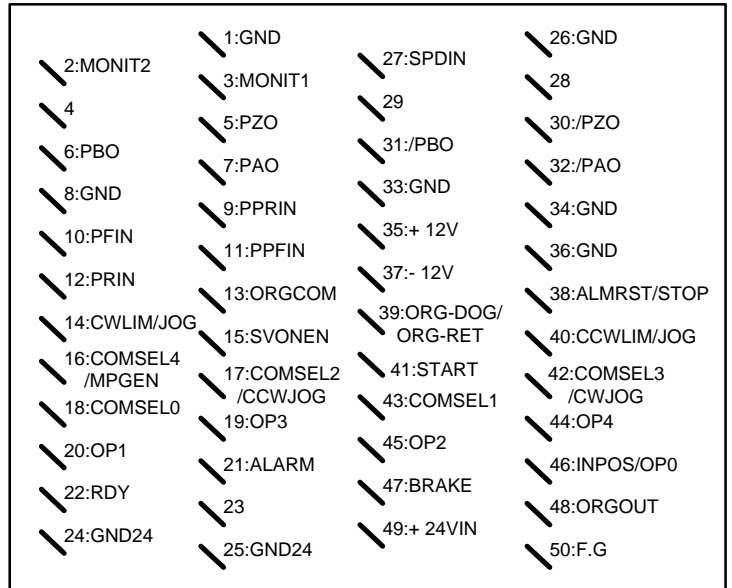 1:GND
26:GND
2:MONIT2
27:SPDIN
3:MONIT1
28
4
29
5:PZO
30:/PZO
6:PBO
31:/PBO
7:PAO
32:/PAO
8:GND
33:GND
9:PPRIN
34:GND
10:PFIN
35:+ 12V
11:PPFIN
36:GND
12:PRIN
37:- 12V
13:ORGCOM
38:ALMRST/STOP
14:CWLIM/JOG
39:ORG-DOG/
ORG-RET
15:SVONEN
40:CCWLIM/JOG
16:COMSEL4
/MPGEN
41:START
17:COMSEL2
/CCWJOG
42:COMSEL3
/CWJOG
18:COMSEL0
43:COMSEL1
19:OP3
44:OP4
20:OP1
45:OP2
21:ALARM
46:INPOS/OP0
22:RDY
47:BRAKE
23
48:ORGOUT
24:GND24
49:+ 24VIN
25:GND24
50:F.G